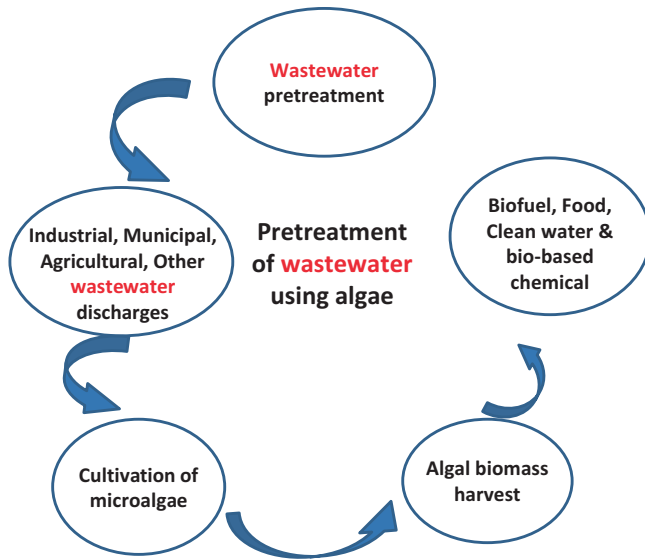 Wastewater
pretreatment
Industrial, Municipal,
Agricultural, Other
wastewater
discharges
Pretreatment
of wastewater
using algae
Biofuel, Food,
Clean water &
bio-based
chemical
Cultivation of
microalgae
Algal biomass
harvest